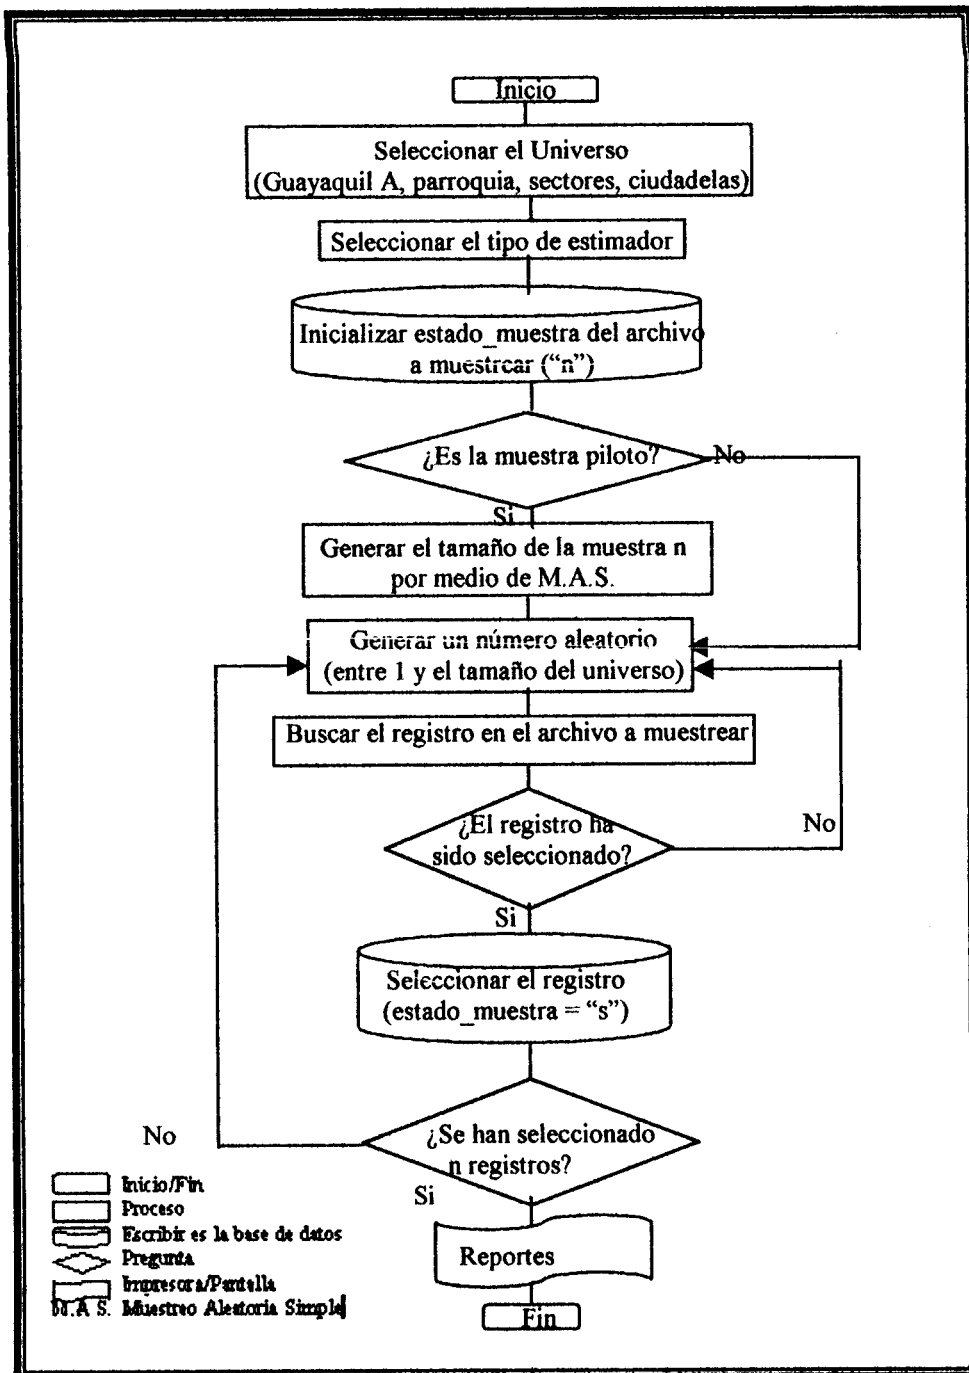 Inicio
Seleccionar el Universo
(Guayaquil A, parroquia, sectores, ciudadelas)
Seleccionar el tipo de estimador
Inicializar estado_muestra del archivo
a muestrear (“n”)
¿Es la muestra piloto?
No
Si
Generar el tamaño de la muestra n
por medio de M.A.S.
Generar un número aleatorio
(entre 1 y el tamaño del universo)
Buscar el registro en el archivo a muestrear
¿El registro ha
sido seleccionado?
No
Si
Seleccionar el registro
(estado_muestra = “s”)
¿Se han seleccionado
n registros?
No
Si
Reportes
Fin
Inicio/Fin
Proceso
Escribir es la base de datos
Pregunta
Impresora/Pantalla
M.A S. Muestreo Aleatoria Simple